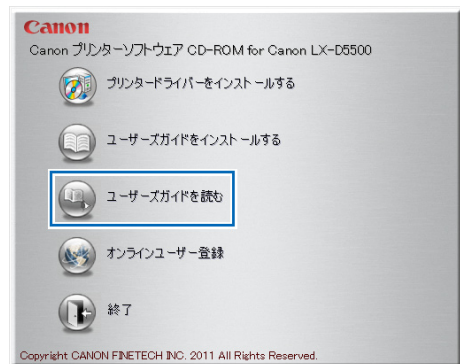 Canon
Canon プリンターソフトウェア CD-ROM for Canon LX-D5500
プリンタードライバーをインストールする
ユーザーズガイドをインストールする
ユーザーズガイドを読む
オンラインユーザー登録
終了
Copyright CANON FINETECH INC. 2011 All Rights Reserved.